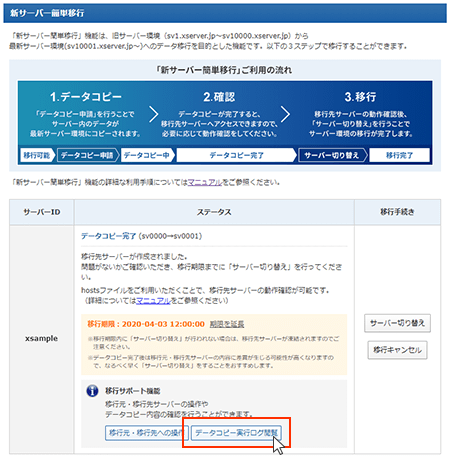 新サーバー簡単移行
「新サーバー簡単移行」機能は、旧サーバー環境（sv1.xserver.jp～sv10000.xserver.jp）から
最新サーバー環境(sv10001.xserver.jp～)へのデータ移行を目的とした機能です。以下の3ステップで移行することができます。
「新サーバー簡単移行」ご利用の流れ
1.データコピー
「データコピー申請」を行うことで
サーバー内のデータが
最新サーバー環境にコピーされます。
2.確認
データコピーが完了すると、
移行先サーバーへアクセスできますので、
必要に応じて動作確認をしてください。
3.移行
移行先サーバーの動作確認後、
「サーバー切り替え」を行うことで
サーバー環境の移行が完了します。
移行可能 データコピー申請 データコピー中 データコピー完了 サーバー切り替え 移行完了
「新サーバー簡単移行」機能の詳細な利用手順についてはマニュアルをご参照ください。
サーバーID ステータス 移行手続き
xsample
データコピー完了 (sv0000→sv0001)
移行先サーバーが作成されました。
問題がないかご確認いただき、移行期限までに「サーバー切り替え」を行ってくださ
い。
hostsファイルをご利用いただくことで、移行先サーバーの動作確認が可能です。
（詳細についてはマニュアルをご参照ください）
移行期限：2020-04-03 12:00:00 期限を延長
※移行期限内に「サーバー切り替え」が行われない場合は、移行先サーバーが凍結されますのでご
注意ください。
※データコピー完了後は移行元・移行先サーバーの内容に差異が生じる可能性が高くなりますの
で、なるべく早く「サーバー切り替え」をすることをおすすめします。
移行サポート機能
移行元・移行先サーバーの操作や
データコピー内容の確認を行うことができます。
移行元・移行先への操作 データコピー実行ログ閲覧
サーバー切り替え
移行キャンセル